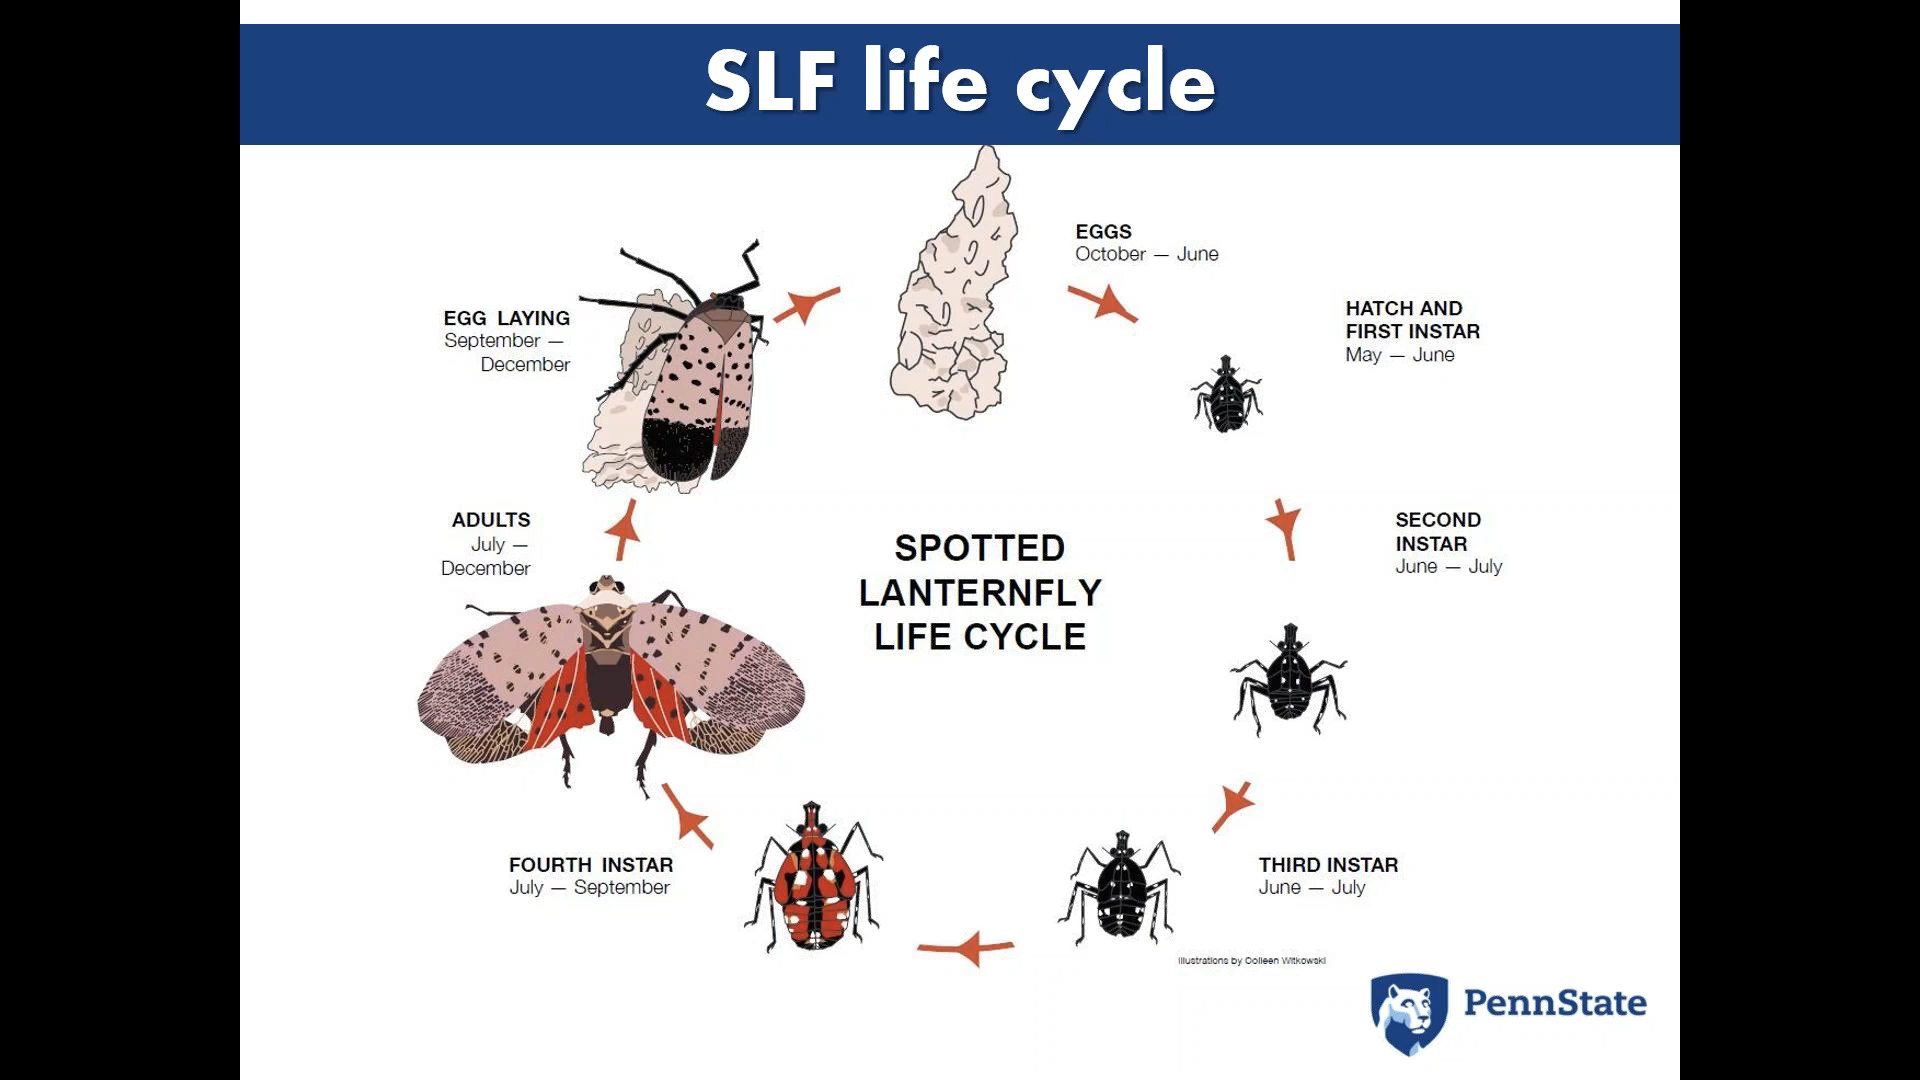 SLF life cycle
EGGS
October — June
HATCH AND
FIRST INSTAR
May — June
SECOND
INSTAR
June — July
THIRD INSTAR
June — July
FOURTH INSTAR
July — September
ADULTS
July —
December
EGG LAYING
September —
December
SPOTTED
LANTERNFLY
LIFE CYCLE
Illustrations by Colleen Witkowski
PennState